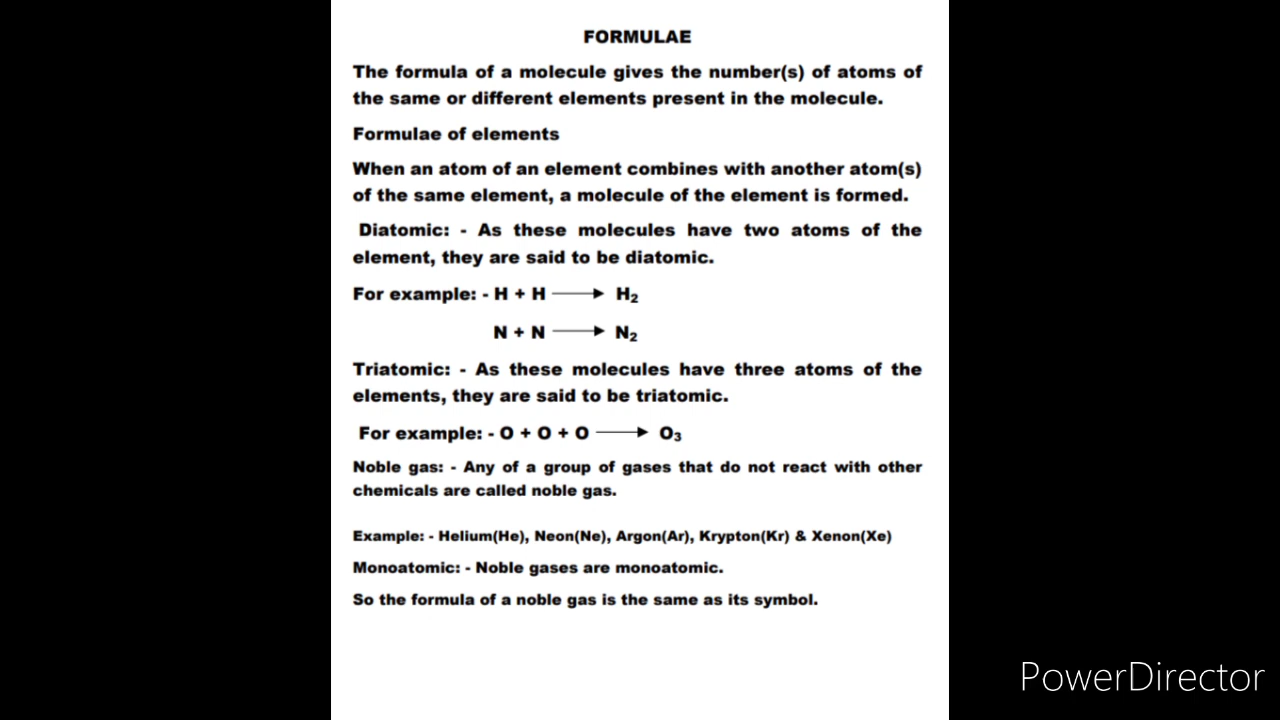 FORMULAE
The formula of a molecule gives the number(s) of atoms of
the same or different elements present in the molecule.
Formulae of elements
When an atom of an element combines with another atom(s)
of the same element, a molecule of the element is formed.
Diatomic: - As these molecules have two atoms of the
element, they are said to be diatomic.
For example: - H + H ⟶ H₂
N + N ⟶ N₂
Triatomic: - As these molecules have three atoms of the
elements, they are said to be triatomic.
For example: - O + O + O ⟶ O₃
Noble gas: - Any of a group of gases that do not react with other
chemicals are called noble gas.
Example: - Helium(He), Neon(Ne), Argon(Ar), Krypton(Kr) & Xenon(Xe)
Monoatomic: - Noble gases are monoatomic.
So the formula of a noble gas is the same as its symbol.
PowerDirector